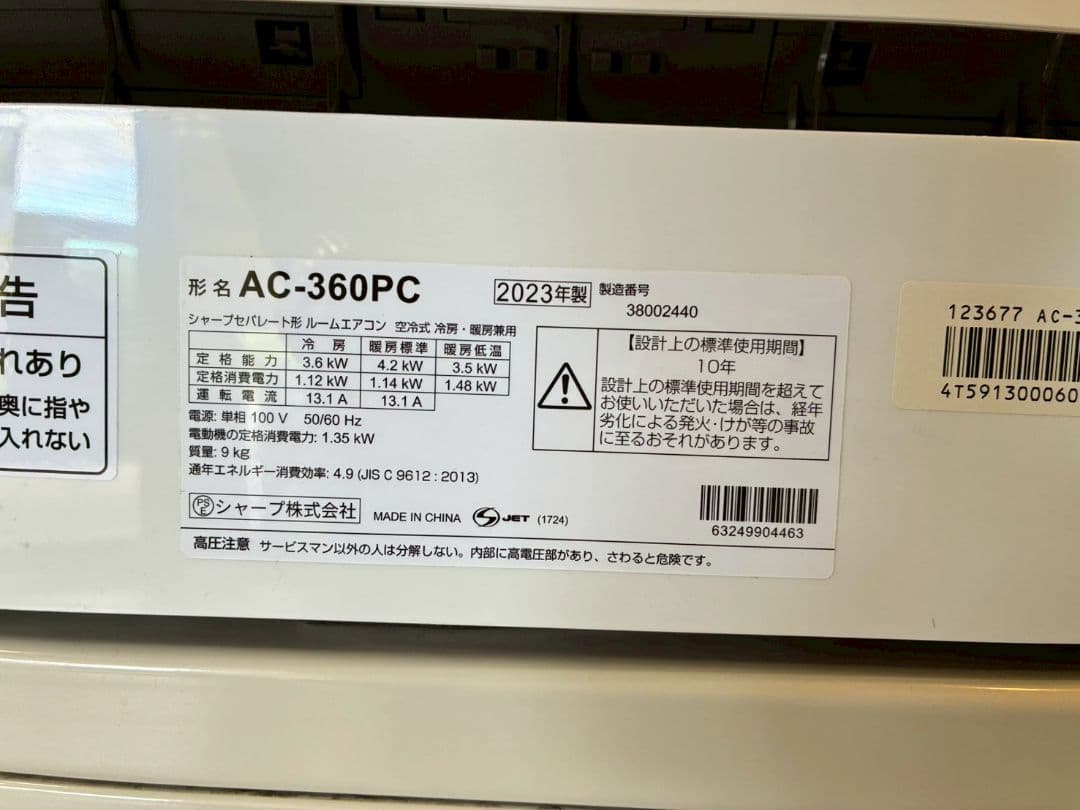 告
れあり
奥に指や
入れない
形名 AC-360PC
2023年製 製造番号
38002440
シャープセパレート形 ルームエアコン 空冷式 冷房・暖房兼用
冷房 暖房標準 暖房低温
定格能力 3.6 kW 4.2 kW 3.5 kW
定格消費電力 1.12 kW 1.14 kW 1.48 kW
運転電流 13.1 A 13.1 A
電源: 単相 100 V 50/60 Hz
電動機の定格消費電力: 1.35 kW
質量: 9 kg
通年エネルギー消費効率: 4.9 (JIS C 9612 : 2013)
【設計上の標準使用期間】
10年
設計上の標準使用期間を超えて
お使いいただいた場合は、経年
劣化による発火・けが等の事故
に至るおそれがあります。
PSE シャープ株式会社 MADE IN CHINA JET (1724)
63249904463
高圧注意 サービスマン以外の人は分解しない。内部に高電圧部があり、さわると危険です。
123677 AC-3
4T59130006​0